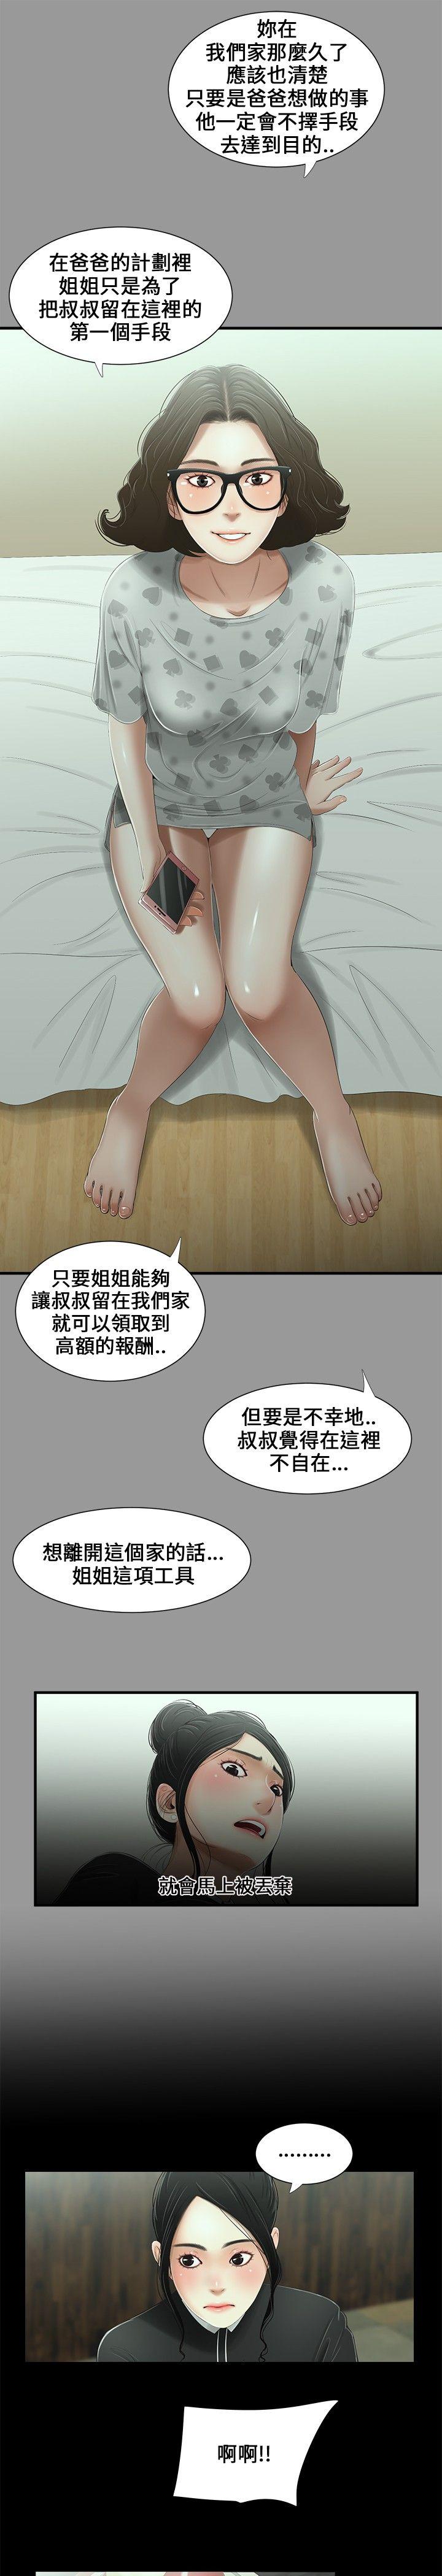 妳在
我們家那麼久了
應該也清楚
只要是爸爸想做的事
他一定會不擇手段
去達到目的..
在爸爸的計劃裡
姐姐只是為了
把叔叔留在這裡的
第一個手段
只要姐姐能夠
讓叔叔留在我們家
就可以領取到
高額的報酬..
但要是不幸地..
叔叔覺得在這裡
不自在...
想離開這個家的話...
姐姐這項工具
就會馬上被丟棄
.........
啊啊!!